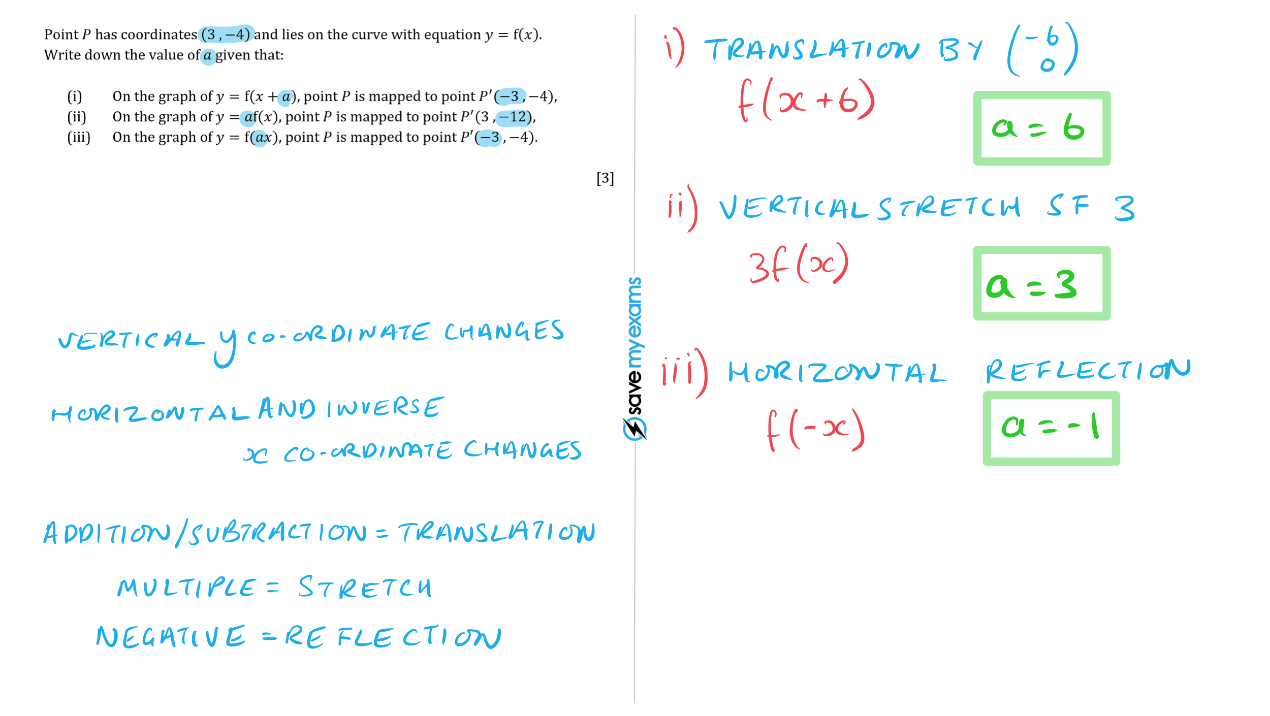 Point P has coordinates (3 , −4) and lies on the curve with equation y = f(x).
Write down the value of a given that:
(i) On the graph of y = f(x + a), point P is mapped to point P′(−3 , −4),
(ii) On the graph of y = af(x), point P is mapped to point P′(3 , −12),
(iii) On the graph of y = f(ax), point P is mapped to point P′(−3 , −4).
[3]
VERTICAL y CO-ORDINATE CHANGES
HORIZONTAL AND INVERSE
x CO-ORDINATE CHANGES
ADDITION/SUBTRACTION = TRANSLATION
MULTIPLE = STRETCH
NEGATIVE = REFLECTION
save my exams
i) TRANSLATION BY (−6 0)
f(x+6)
a = 6
ii) VERTICAL STRETCH SF 3
3f(x)
a = 3
iii) HORIZONTAL REFLECTION
f(−x)
a = −1